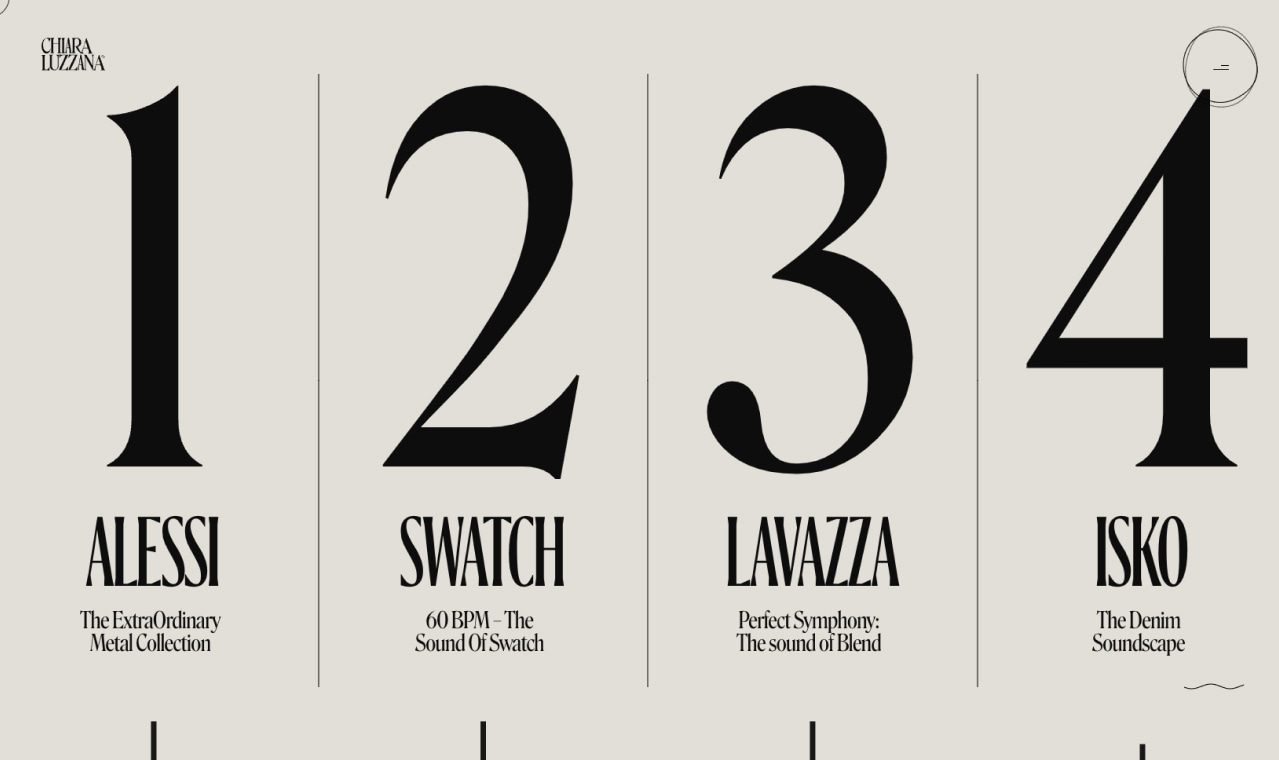 CHIARA
LUZZANA
1
ALESSI
The ExtraOrdinary
Metal Collection
2
SWATCH
60 BPM – The
Sound Of Swatch
3
LAVAZZA
Perfect Symphony:
The sound of Blend
4
ISKO
The Denim
Soundscape